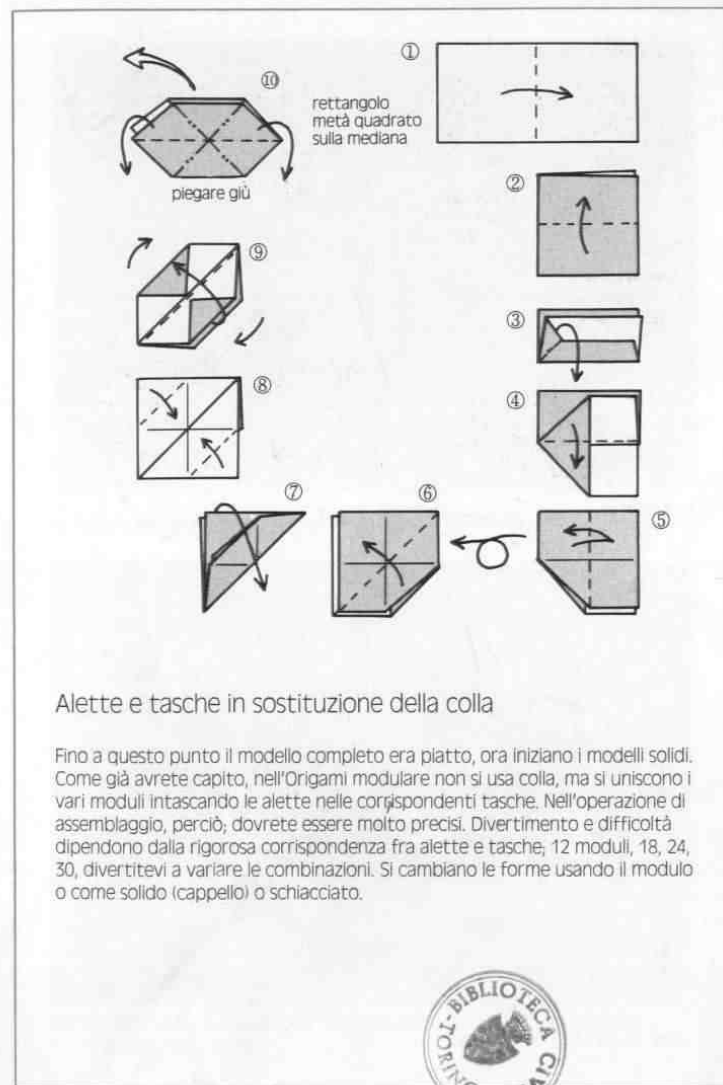 ①
rettangolo
metà quadrato
sulla mediana
②
③
④
⑤
⑥
⑦
⑧
⑨
⑩
piegare giù
Alette e tasche in sostituzione della colla
Fino a questo punto il modello completo era piatto, ora iniziano i modelli solidi.
Come già avrete capito, nell'Origami modulare non si usa colla, ma si uniscono i
vari moduli intascando le alette nelle corrispondenti tasche. Nell'operazione di
assemblaggio, perciò, dovrete essere molto precisi. Divertimento e difficoltà
dipendono dalla rigorosa corrispondenza fra alette e tasche; 12 moduli, 18, 24,
30, divertitevi a variare le combinazioni. Si cambiano le forme usando il modulo
o come solido (cappello) o schiacciato.
BIBLIOTECA CIV
TORINO